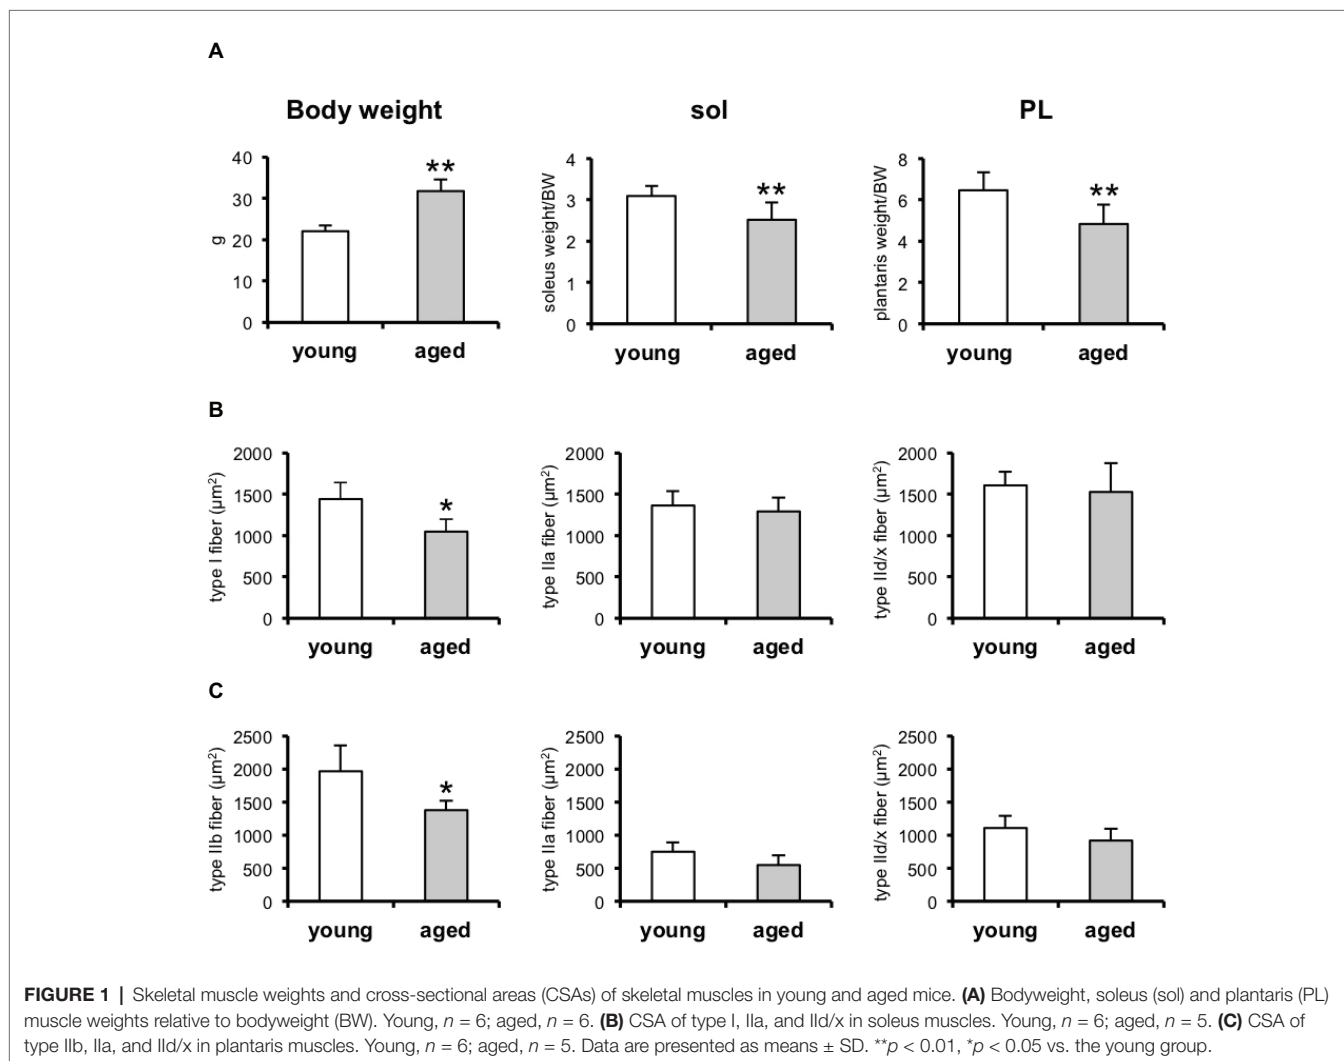 A
Body weight
sol
PL
40
30
20
10
0
g
**
young
aged
4
3
2
1
0
soleus weight/BW
**
young
aged
8
6
4
2
0
plantaris weight/BW
**
young
aged
B
2000
1500
1000
500
0
type I fiber (µm²)
*
young
aged
2000
1500
1000
500
0
type IIa fiber (µm²)
young
aged
2000
1500
1000
500
0
type IId/x fiber (µm²)
young
aged
C
2500
2000
1500
1000
500
0
type IIb fiber (µm²)
*
young
aged
2500
2000
1500
1000
500
0
type IIa fiber (µm²)
young
aged
2500
2000
1500
1000
500
0
type IId/x fiber (µm²)
young
aged
FIGURE 1 | Skeletal muscle weights and cross-sectional areas (CSAs) of skeletal muscles in young and aged mice. (A) Bodyweight, soleus (sol) and plantaris (PL)
muscle weights relative to bodyweight (BW). Young, n = 6; aged, n = 6. (B) CSA of type I, IIa, and IId/x in soleus muscles. Young, n = 6; aged, n = 5. (C) CSA of
type IIb, IIa, and IId/x in plantaris muscles. Young, n = 6; aged, n = 5. Data are presented as means ± SD. **p < 0.01, *p < 0.05 vs. the young group.